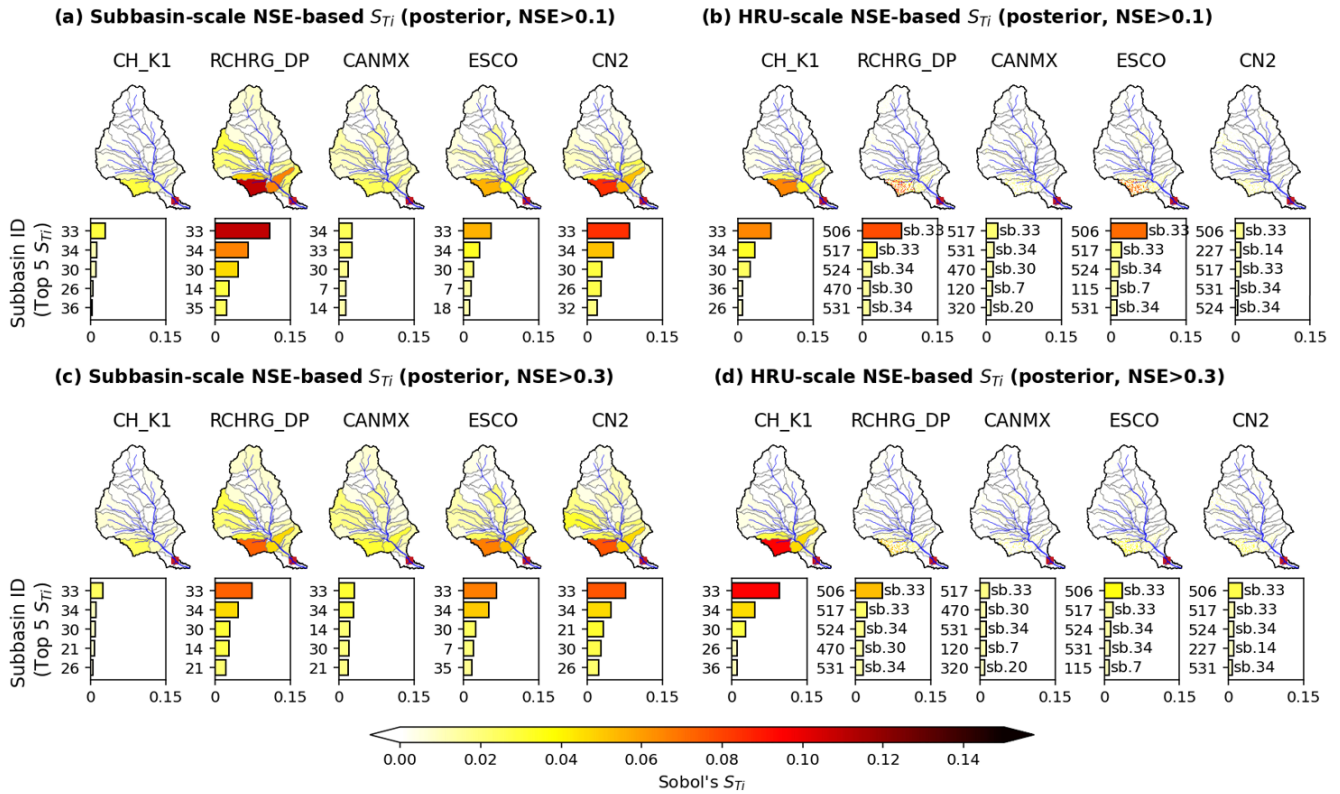 (a) Subbasin-scale NSE-based S_Ti (posterior, NSE>0.1)
(b) HRU-scale NSE-based S_Ti (posterior, NSE>0.1)
CH_K1 RCHRG_DP CANMX ESCO CN2
CH_K1 RCHRG_DP CANMX ESCO CN2
Subbasin ID
(Top 5 S_Ti)
33 33 34 33 33 33 506 sb.33 517 sb.33 506 sb.33 506 sb.33
34 34 33 34 34 34 517 sb.33 531 sb.34 517 sb.33 227 sb.14
30 30 30 30 30 30 524 sb.34 470 sb.30 524 sb.34 517 sb.33
26 14 7 7 26 36 470 sb.30 120 sb.7 115 sb.7 531 sb.34
36 35 14 18 32 26 531 sb.34 320 sb.20 531 sb.34 524 sb.34
0 0.15 0 0.15 0 0.15 0 0.15 0 0.15 0 0.15 0 0.15 0 0.15 0 0.15 0 0.15
(c) Subbasin-scale NSE-based S_Ti (posterior, NSE>0.3)
(d) HRU-scale NSE-based S_Ti (posterior, NSE>0.3)
CH_K1 RCHRG_DP CANMX ESCO CN2
CH_K1 RCHRG_DP CANMX ESCO CN2
Subbasin ID
(Top 5 S_Ti)
33 33 33 33 33 33 506 sb.33 517 sb.33 506 sb.33 506 sb.33
34 34 34 34 34 34 517 sb.33 470 sb.30 517 sb.33 517 sb.33
30 30 14 30 21 30 524 sb.34 531 sb.34 524 sb.34 524 sb.34
21 14 30 7 30 26 470 sb.30 120 sb.7 531 sb.34 227 sb.14
26 21 21 35 26 36 531 sb.34 320 sb.20 115 sb.7 531 sb.34
0 0.15 0 0.15 0 0.15 0 0.15 0 0.15 0 0.15 0 0.15 0 0.15 0 0.15 0 0.15
0.00 0.02 0.04 0.06 0.08 0.10 0.12 0.14
Sobol's S_Ti